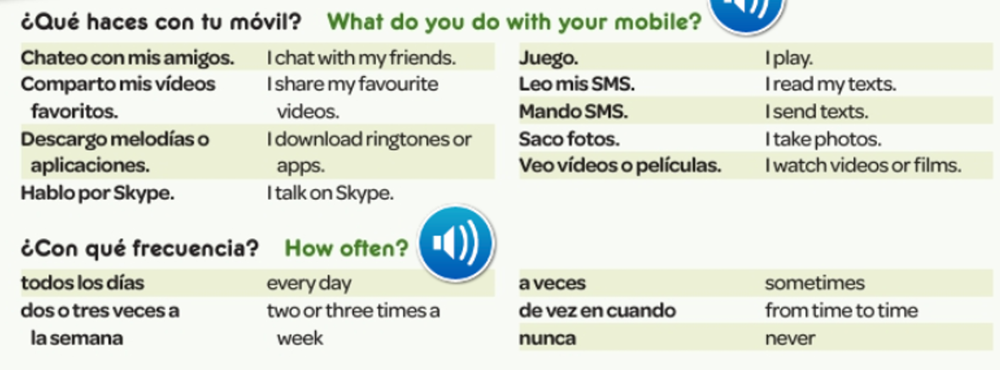 ¿Qué haces con tu móvil? What do you do with your mobile?
Chateo con mis amigos. I chat with my friends.
Comparto mis vídeos I share my favourite
favoritos. videos.
Descargo melodías o I download ringtones or
aplicaciones. apps.
Hablo por Skype. I talk on Skype.
Juego. I play.
Leo mis SMS. I read my texts.
Mando SMS. I send texts.
Saco fotos. I take photos.
Veo vídeos o películas. I watch videos or films.
¿Con qué frecuencia? How often?
todos los días every day
dos o tres veces a two or three times a
la semana week
a veces sometimes
de vez en cuando from time to time
nunca never